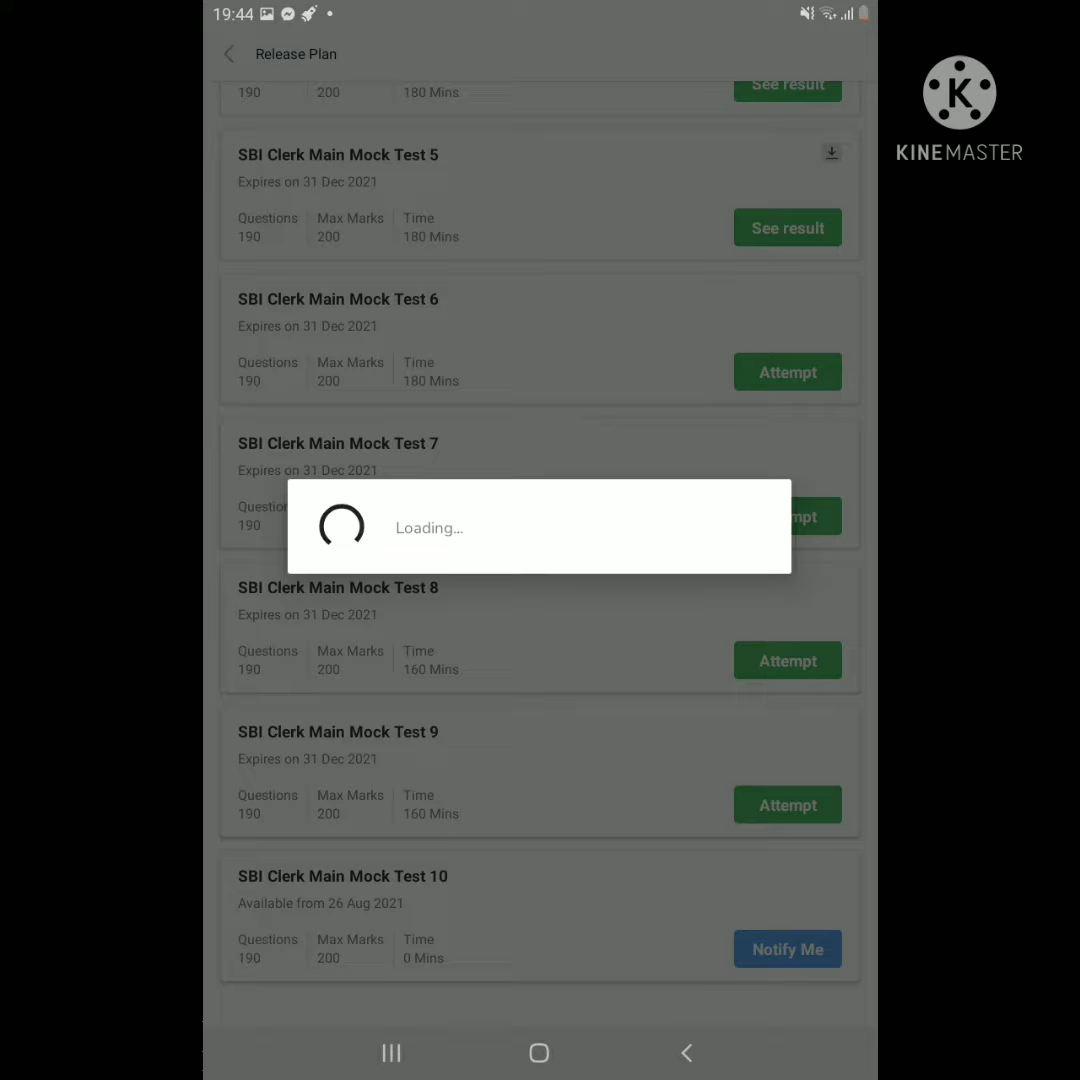 19:44
Release Plan
KINEMASTER
190 200 180 Mins See result
SBI Clerk Main Mock Test 5
Expires on 31 Dec 2021
Questions Max Marks Time
190 200 180 Mins
See result
SBI Clerk Main Mock Test 6
Expires on 31 Dec 2021
Questions Max Marks Time
190 200 180 Mins
Attempt
SBI Clerk Main Mock Test 7
Expires on 31 Dec 2021
190
Loading...
SBI Clerk Main Mock Test 8
Expires on 31 Dec 2021
Questions Max Marks Time
190 200 160 Mins
Attempt
SBI Clerk Main Mock Test 9
Expires on 31 Dec 2021
Questions Max Marks Time
190 200 160 Mins
Attempt
SBI Clerk Main Mock Test 10
Available from 26 Aug 2021
Questions Max Marks Time
190 200 0 Mins
Notify Me